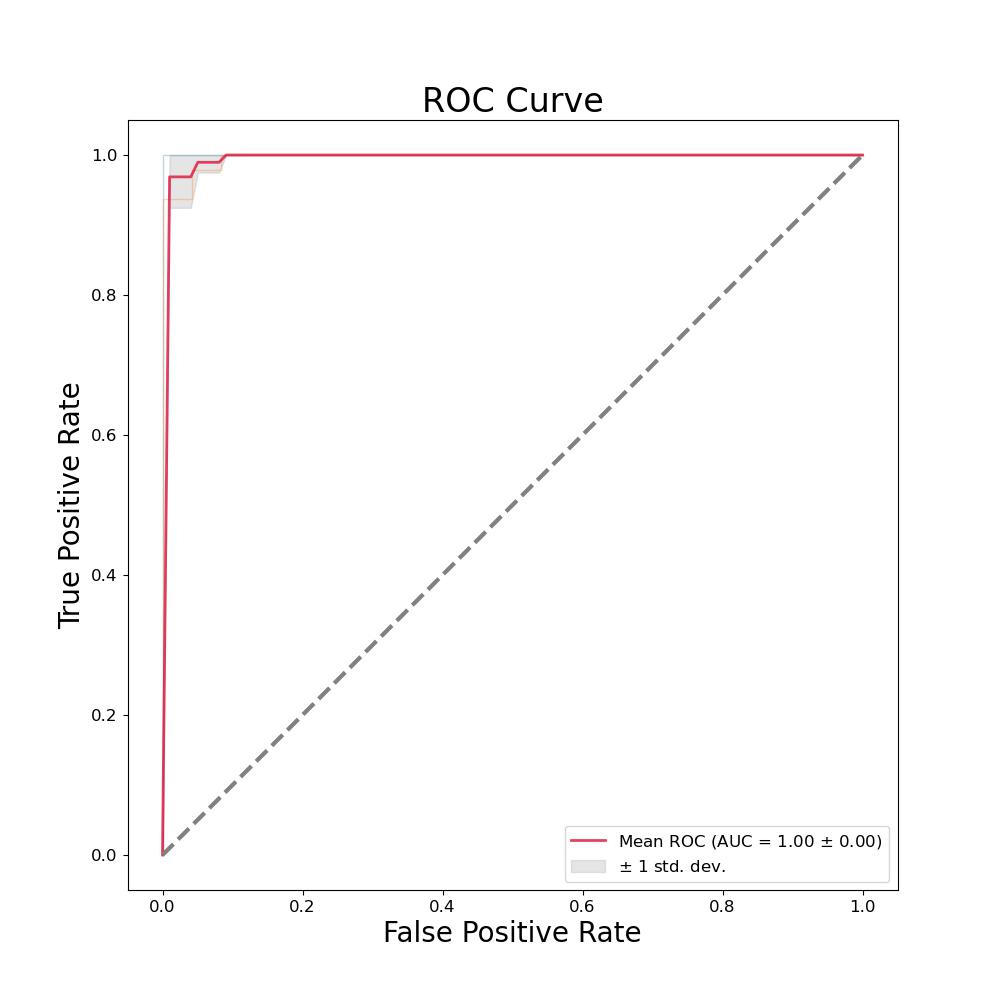 ROC Curve
True Positive Rate
1.0
0.8
0.6
0.4
0.2
0.0
Mean ROC (AUC = 1.00 ± 0.00)
± 1 std. dev.
0.0 0.2 0.4 0.6 0.8 1.0
False Positive Rate